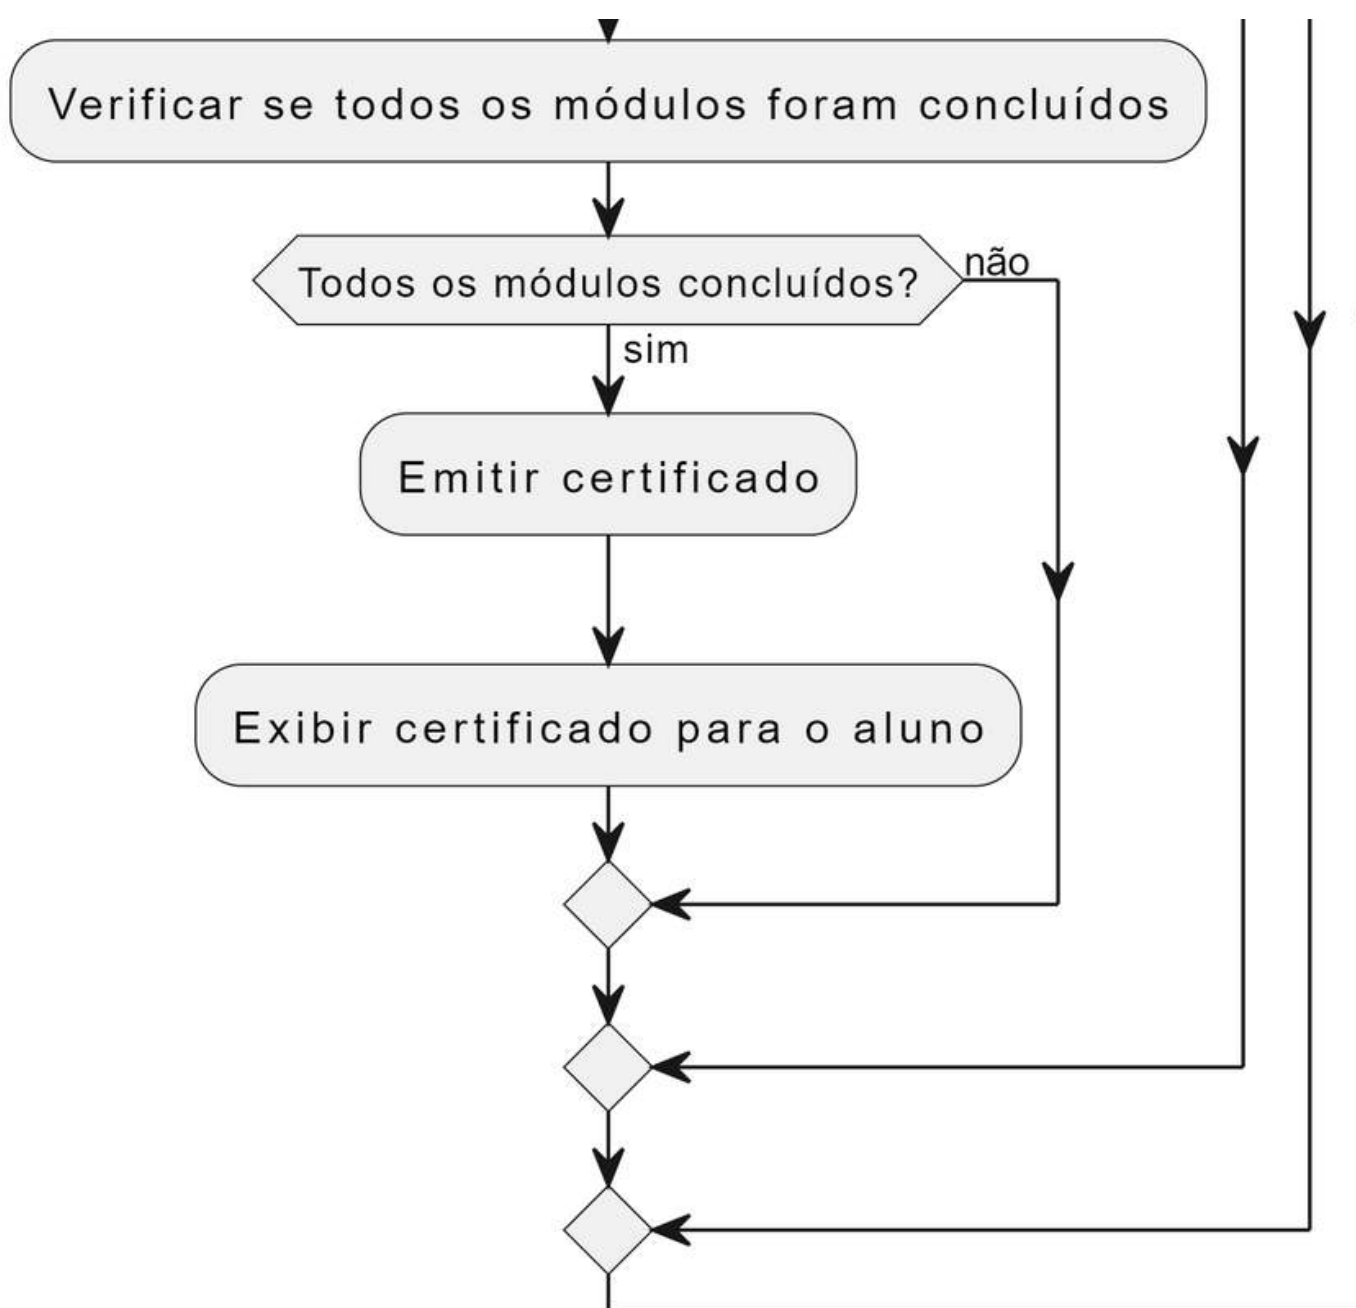 Verificar se todos os módulos foram concluídos
Todos os módulos concluídos?
não
sim
Emitir certificado
Exibir certificado para o aluno